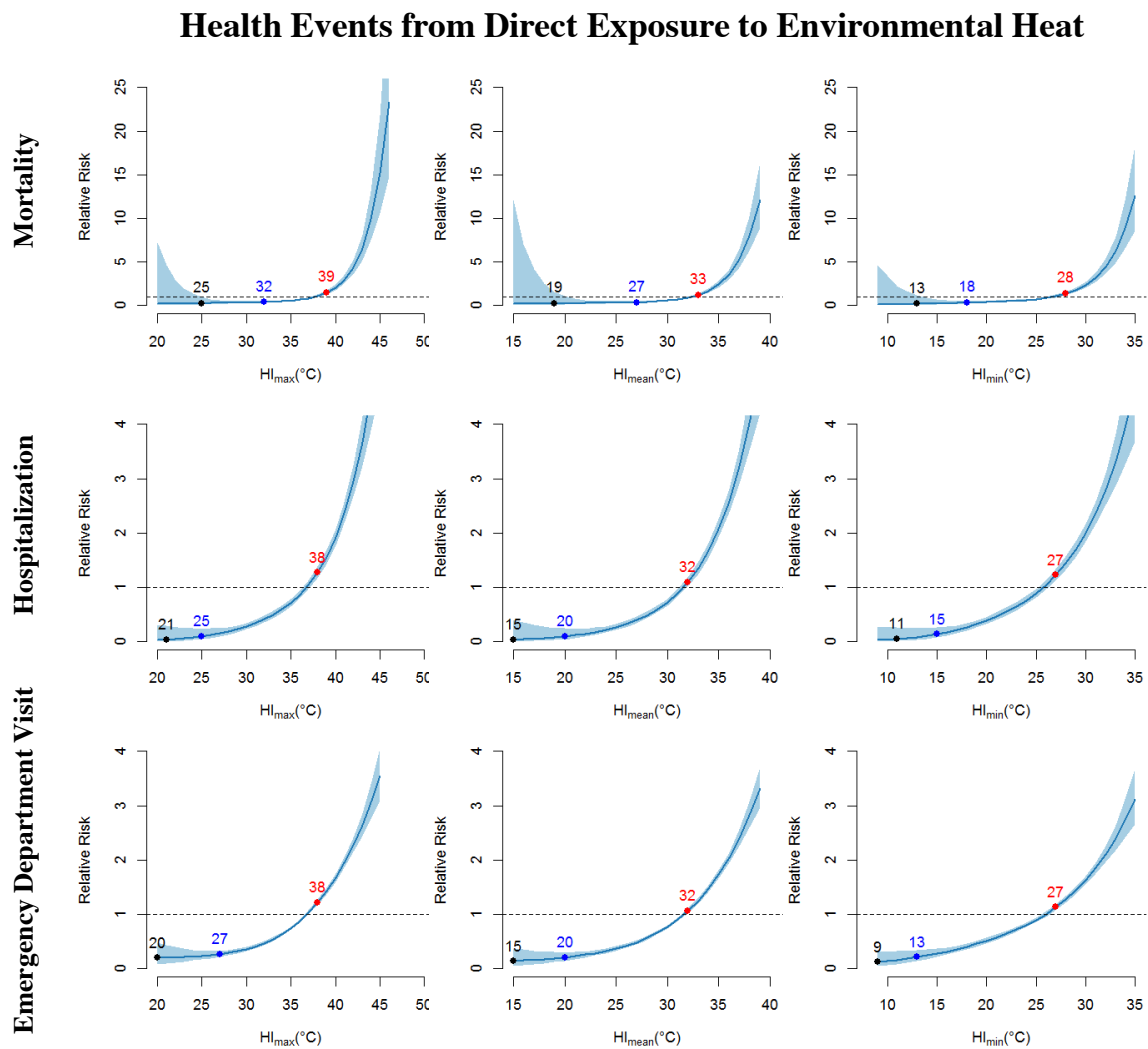 Health Events from Direct Exposure to Environmental Heat
Mortality
Relative Risk
25
20
15
10
5
0
25
32
39
20 25 30 35 40 45 50
HImax(°C)
Relative Risk
25
20
15
10
5
0
19
27
33
15 20 25 30 35 40
HImean(°C)
Relative Risk
25
20
15
10
5
0
13
18
28
10 15 20 25 30 35
HImin(°C)
Hospitalization
Relative Risk
4
3
2
1
0
21
25
38
20 25 30 35 40 45 50
HImax(°C)
Relative Risk
4
3
2
1
0
15
20
32
15 20 25 30 35 40
HImean(°C)
Relative Risk
4
3
2
1
0
11
15
27
10 15 20 25 30 35
HImin(°C)
Emergency Department Visit
Relative Risk
4
3
2
1
0
20
27
38
20 25 30 35 40 45 50
HImax(°C)
Relative Risk
4
3
2
1
0
15
20
32
15 20 25 30 35 40
HImean(°C)
Relative Risk
4
3
2
1
0
9
13
27
10 15 20 25 30 35
HImin(°C)